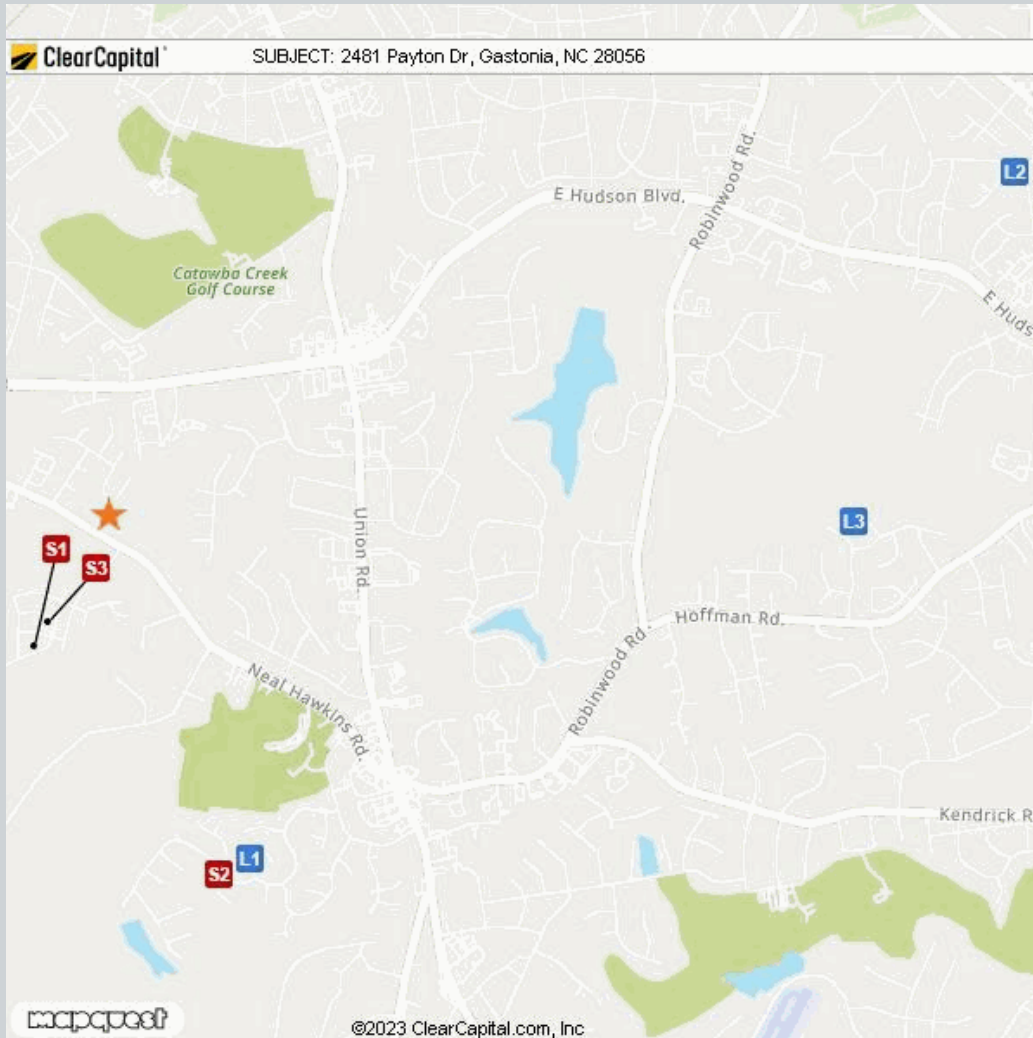 ClearCapital
SUBJECT: 2481 Payton Dr, Gastonia, NC 28056
Robinwood Rd.
L2
E Hudson Blvd.
Catawba Creek
Golf Course
E Huds
Union Rd.
L3
S1
S3
Hoffman Rd.
Robinwood Rd.
Neal Hawkins Rd.
Kendrick R
L1
S2
mapquest
©2023 ClearCapital.com, Inc